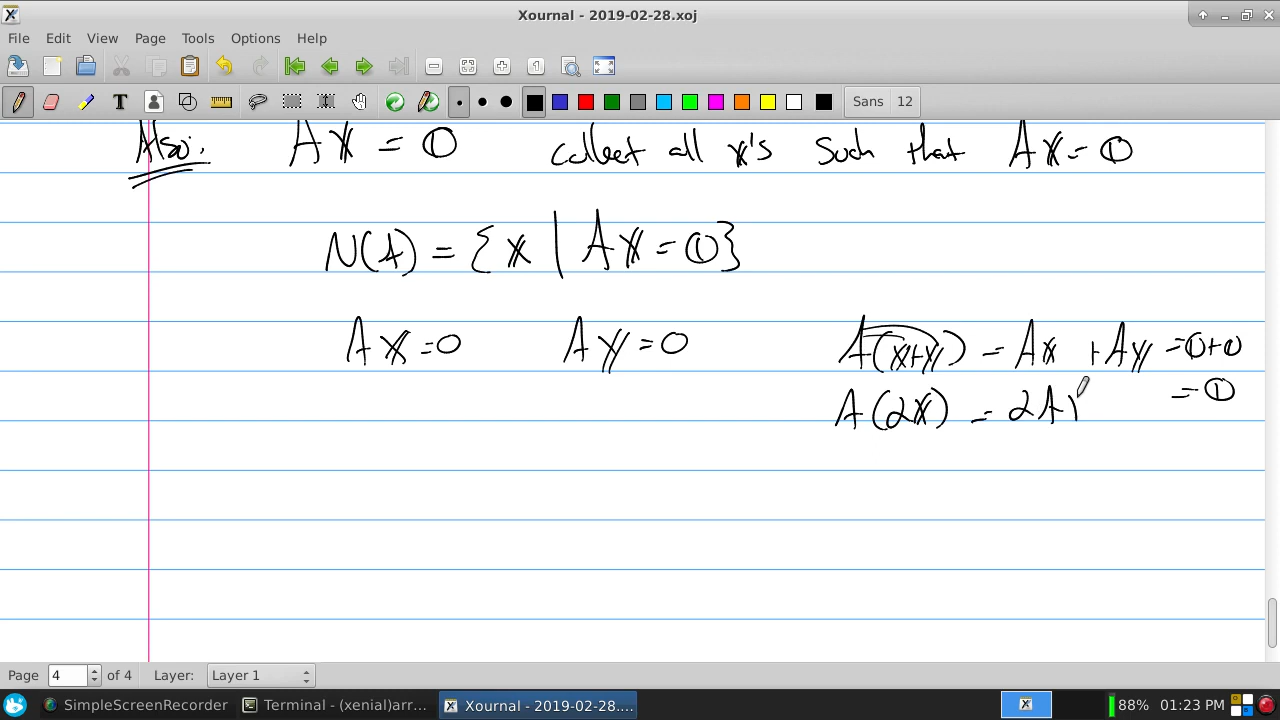 Xournal - 2019-02-28.xoj
File Edit View Page Tools Options Help
Sans 12
Also: Ax = 0 collect all x's such that Ax = 0
N(A) = {x | Ax = 0}
Ax = 0 Ay = 0 A(x+y) = Ax + Ay = 0+0
= 0
A(2x) = 2A
Page 4 of 4 Layer: Layer 1
SimpleScreenRecorder Terminal - (xenial)arr... Xournal - 2019-02-28.... 88% 01:23 PM